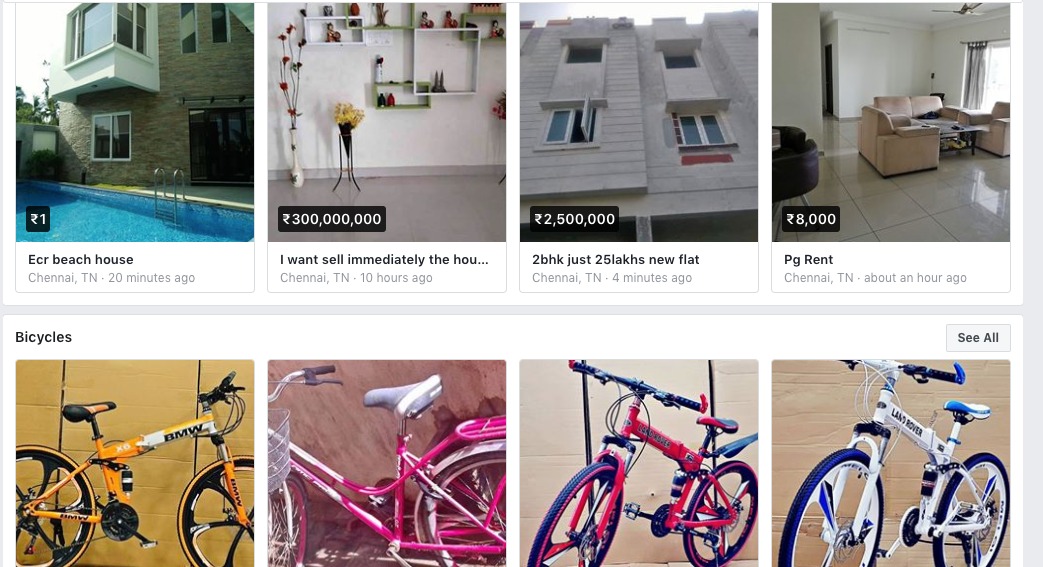 ₹1
₹300,000,000
₹2,500,000
₹8,000
Ecr beach house
I want sell immediately the hou...
2bhk just 25lakhs new flat
Pg Rent
Chennai, TN · 20 minutes ago
Chennai, TN · 10 hours ago
Chennai, TN · 4 minutes ago
Chennai, TN · about an hour ago
Bicycles
See All
BMW
LAND ROVER
LAND ROVER
BMW
BMW